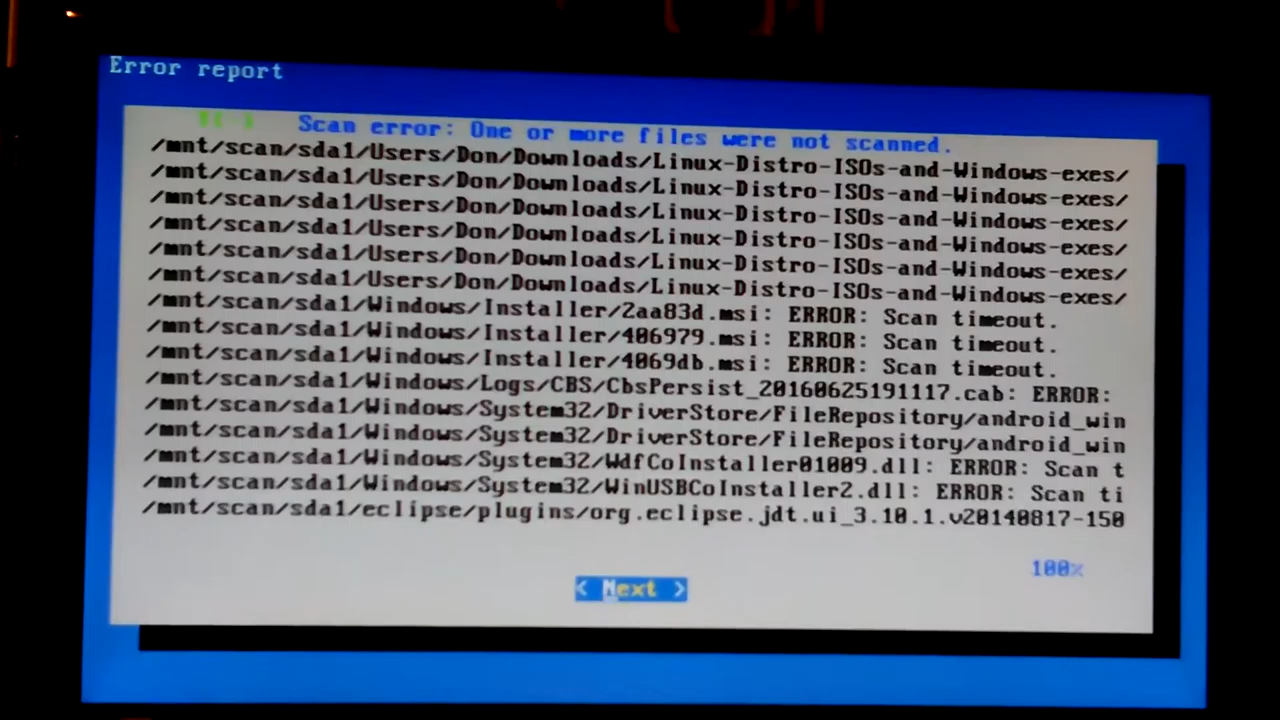 Error report
Scan error: One or more files were not scanned.
/mnt/scan/sda1/Users/Don/Downloads/Linux-Distro-ISOs-and-Windows-exes/
/mnt/scan/sda1/Users/Don/Downloads/Linux-Distro-ISOs-and-Windows-exes/
/mnt/scan/sda1/Users/Don/Downloads/Linux-Distro-ISOs-and-Windows-exes/
/mnt/scan/sda1/Users/Don/Downloads/Linux-Distro-ISOs-and-Windows-exes/
/mnt/scan/sda1/Users/Don/Downloads/Linux-Distro-ISOs-and-Windows-exes/
/mnt/scan/sda1/Users/Don/Downloads/Linux-Distro-ISOs-and-Windows-exes/
/mnt/scan/sda1/Windows/Installer/2aa83d.msi: ERROR: Scan timeout.
/mnt/scan/sda1/Windows/Installer/406979.msi: ERROR: Scan timeout.
/mnt/scan/sda1/Windows/Installer/4069db.msi: ERROR: Scan timeout.
/mnt/scan/sda1/Windows/Logs/CBS/CbsPersist_20160625191117.cab: ERROR:
/mnt/scan/sda1/Windows/System32/DriverStore/FileRepository/android_win
/mnt/scan/sda1/Windows/System32/DriverStore/FileRepository/android_win
/mnt/scan/sda1/Windows/System32/WdfCoInstaller01009.dll: ERROR: Scan t
/mnt/scan/sda1/Windows/System32/WinUSBCoInstaller2.dll: ERROR: Scan ti
/mnt/scan/sda1/eclipse/plugins/org.eclipse.jdt.ui_3.10.1.v20140817-150
100%
< Next >